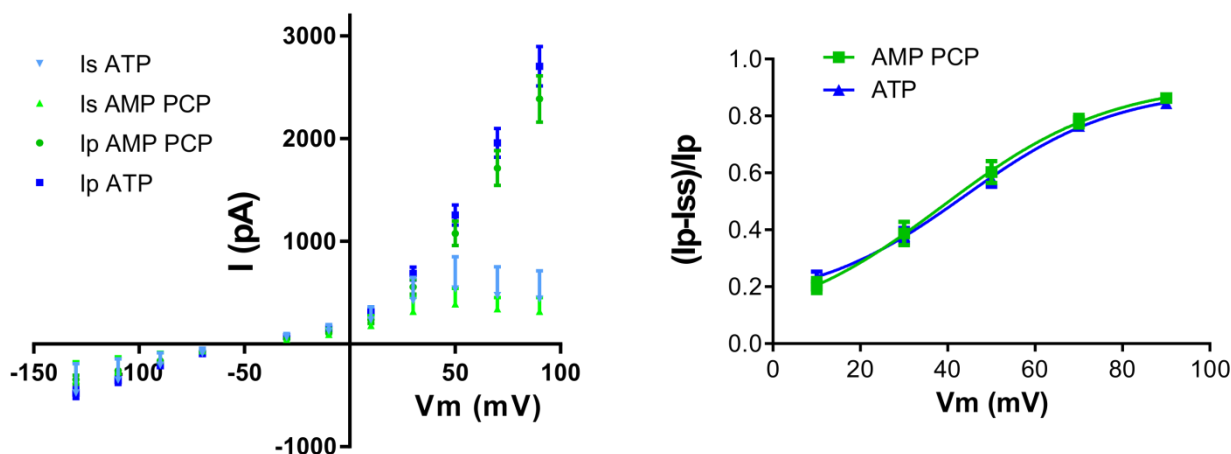 Is ATP
Is AMP PCP
Ip AMP PCP
Ip ATP
I (pA)
3000
2000
1000
-1000
-150
-100
-50
50
100
Vm (mV)
AMP PCP
ATP
(Ip-Iss)/Ip
1.0
0.8
0.6
0.4
0.2
0.0
0
20
40
60
80
100
Vm (mV)